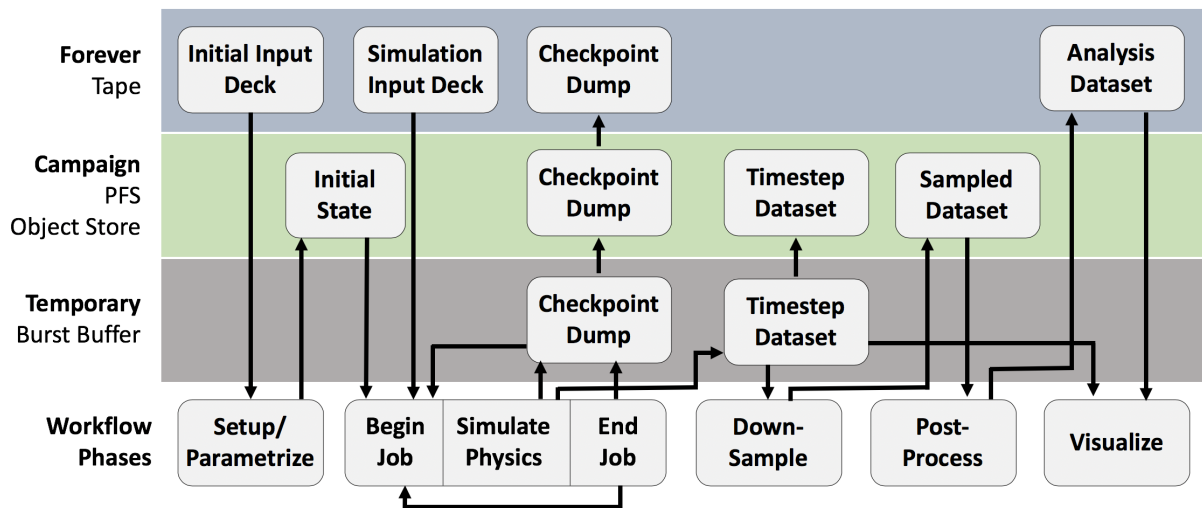 Forever
Tape
Initial Input
Deck
Simulation
Input Deck
Checkpoint
Dump
Analysis
Dataset
Campaign
PFS
Object Store
Initial
State
Checkpoint
Dump
Timestep
Dataset
Sampled
Dataset
Temporary
Burst Buffer
Checkpoint
Dump
Timestep
Dataset
Workflow
Phases
Setup/
Parametrize
Begin
Job
Simulate
Physics
End
Job
Down-
Sample
Post-
Process
Visualize